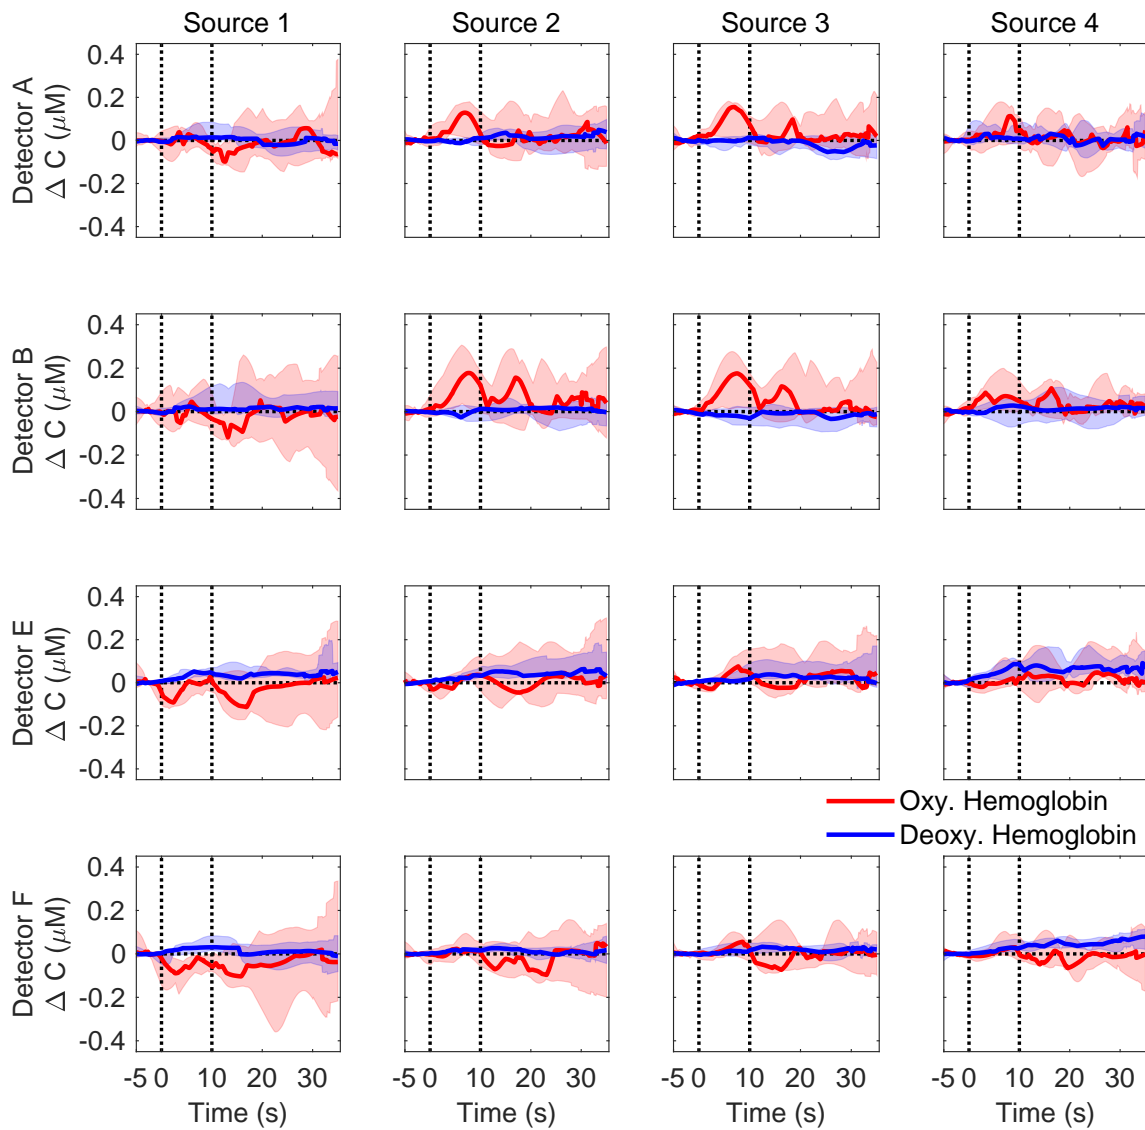 Source 1 Source 2 Source 3 Source 4
Detector A
Δ C (μM)
0.4
0.2
0
-0.2
-0.4
Detector B
Δ C (μM)
0.4
0.2
0
-0.2
-0.4
Detector E
Δ C (μM)
0.4
0.2
0
-0.2
-0.4
Oxy. Hemoglobin
Deoxy. Hemoglobin
Detector F
Δ C (μM)
0.4
0.2
0
-0.2
-0.4
-5 0 10 20 30 -5 0 10 20 30 -5 0 10 20 30 -5 0 10 20 30
Time (s) Time (s) Time (s) Time (s)